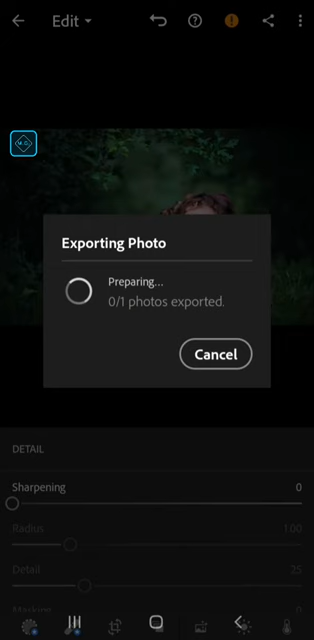 Edit
M.C.
Exporting Photo
Preparing...
0/1 photos exported.
Cancel
DETAIL
Sharpening 0
Radius 1.00
Detail 25
Masking 0